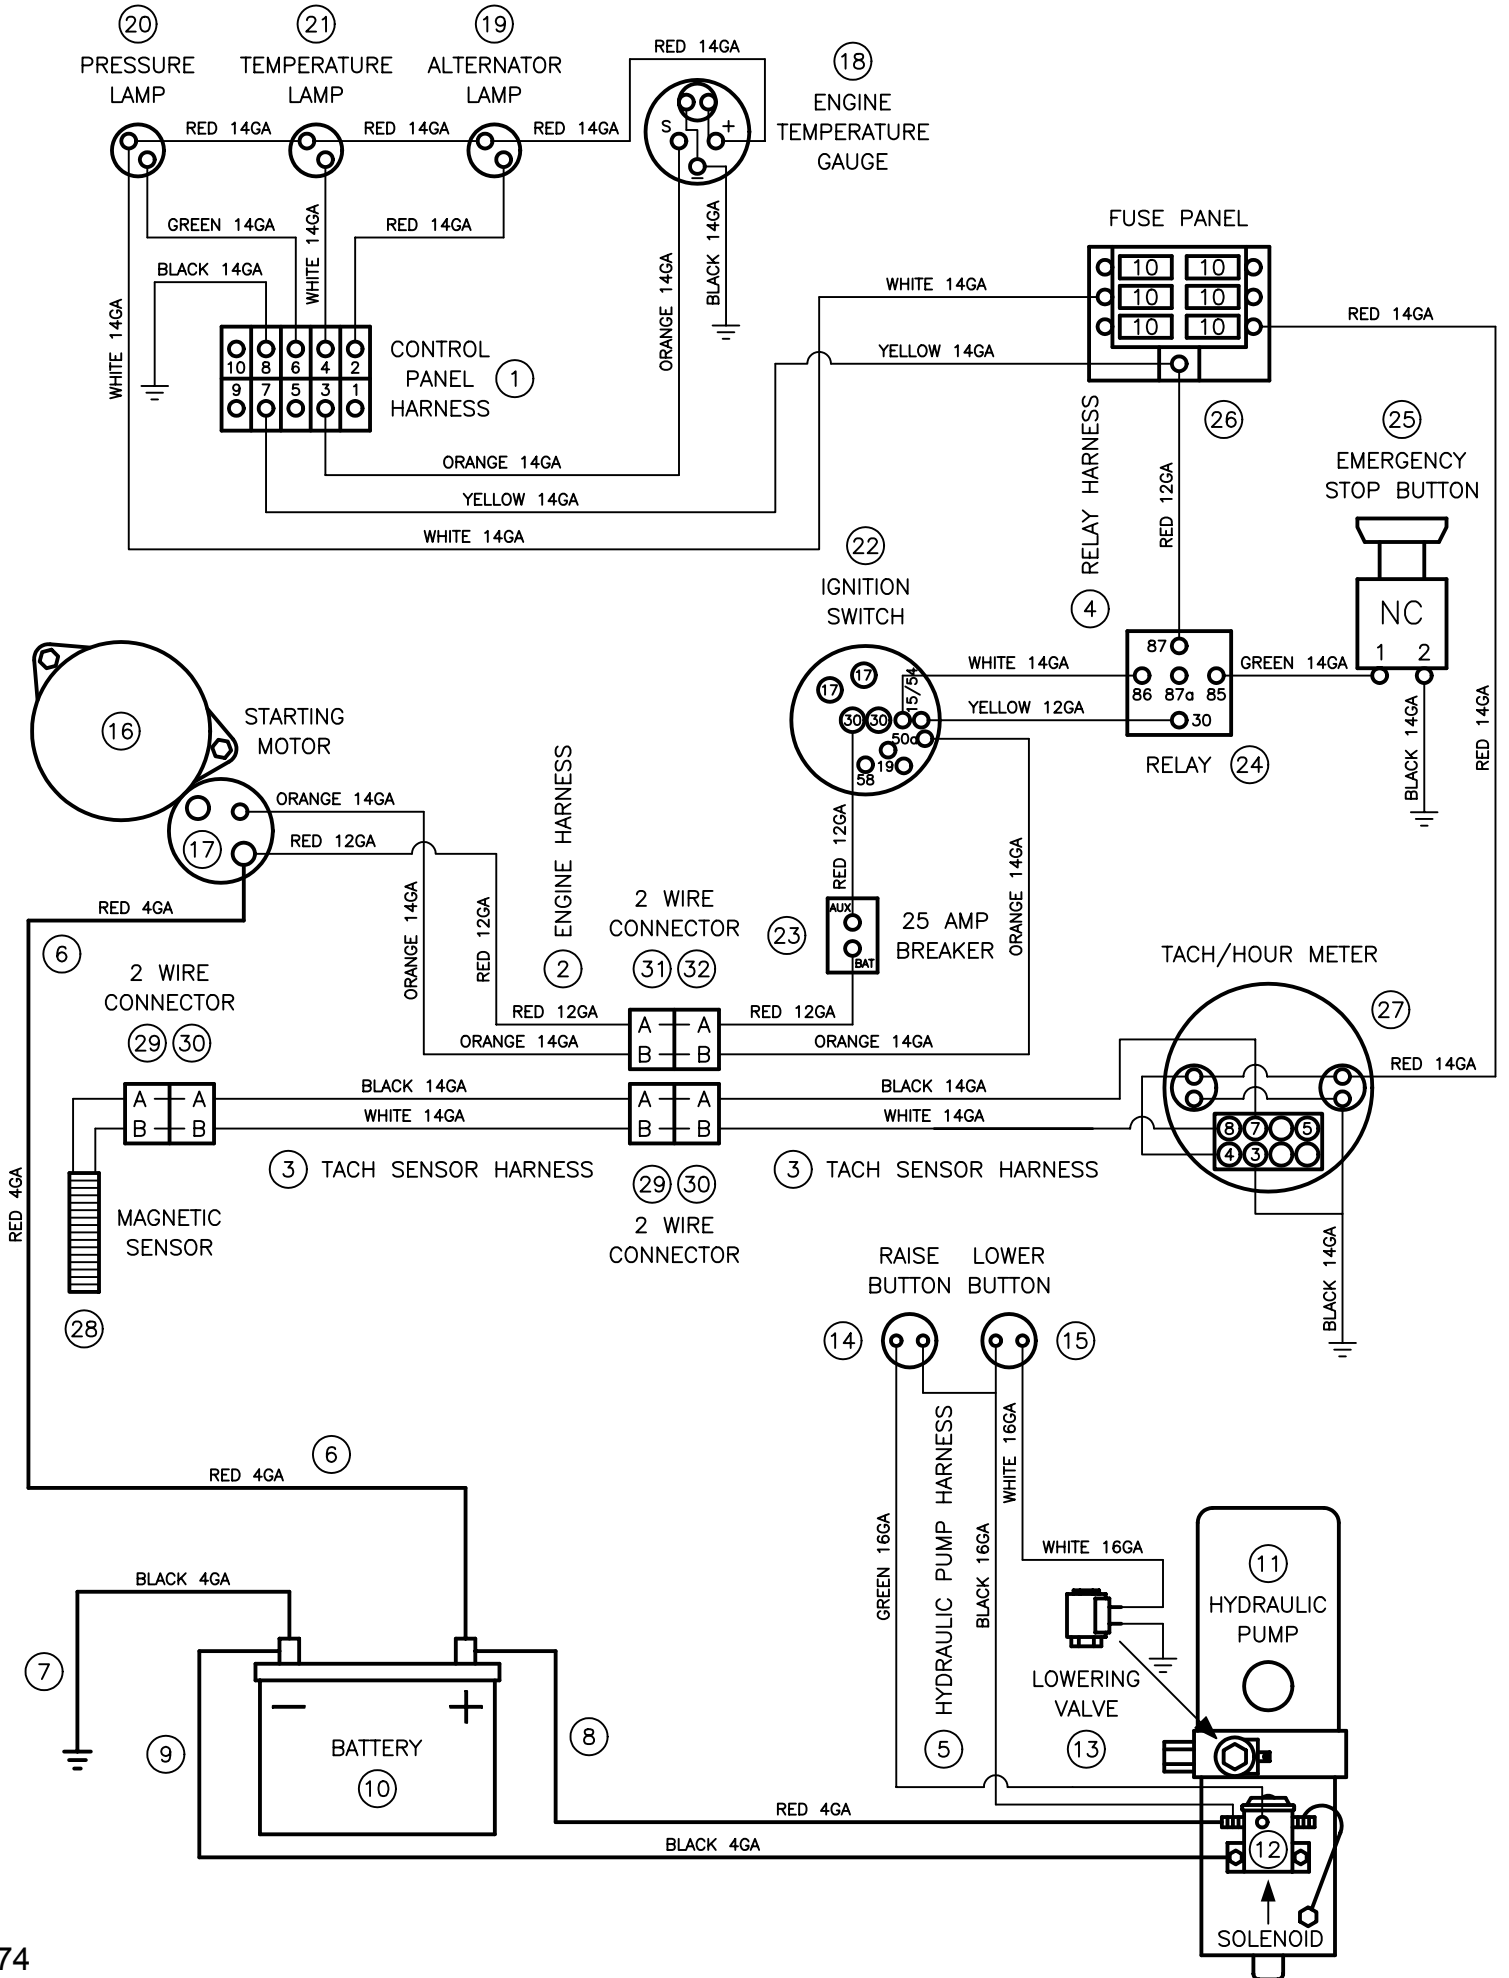 20
21
19
18
PRESSURE
LAMP
TEMPERATURE
LAMP
ALTERNATOR
LAMP
RED 14GA
ENGINE
TEMPERATURE
GAUGE
RED 14GA
RED 14GA
RED 14GA
S
+
–
GREEN 14GA
WHITE 14GA
RED 14GA
BLACK 14GA
WHITE 14GA
ORANGE 14GA
BLACK 14GA
10 8 6 4 2
9 7 5 3 1
CONTROL
PANEL
HARNESS
1
ORANGE 14GA
YELLOW 14GA
WHITE 14GA
FUSE PANEL
10 10
10 10
10 10
WHITE 14GA
YELLOW 14GA
RED 14GA
26
RELAY HARNESS
4
RED 12GA
25
EMERGENCY
STOP BUTTON
NC
1 2
22
IGNITION
SWITCH
17
17
30
30
15/54
50a
19
58
WHITE 14GA
YELLOW 12GA
87
86 87a 85
30
RELAY
24
GREEN 14GA
BLACK 14GA
RED 14GA
16
STARTING
MOTOR
17
ORANGE 14GA
RED 12GA
RED 4GA
6
ORANGE 14GA
RED 12GA
ENGINE HARNESS
2
2 WIRE
CONNECTOR
31 32
RED 12GA
23
AUX
BAT
25 AMP
BREAKER
ORANGE 14GA
2 WIRE
CONNECTOR
29 30
RED 12GA
ORANGE 14GA
A A
B B
RED 12GA
ORANGE 14GA
A A
B B
BLACK 14GA
WHITE 14GA
A A
B B
BLACK 14GA
WHITE 14GA
TACH/HOUR METER
27
RED 14GA
8 7 5
4 3
BLACK 14GA
3 TACH SENSOR HARNESS
29 30
2 WIRE
CONNECTOR
3 TACH SENSOR HARNESS
MAGNETIC
SENSOR
28
RED 4GA
RAISE
BUTTON
LOWER
BUTTON
14
15
6
RED 4GA
GREEN 16GA
HYDRAULIC PUMP HARNESS
5
BLACK 16GA
WHITE 16GA
WHITE 16GA
LOWERING
VALVE
13
11
HYDRAULIC
PUMP
BLACK 4GA
7
9
– +
BATTERY
10
8
RED 4GA
BLACK 4GA
12
SOLENOID
74